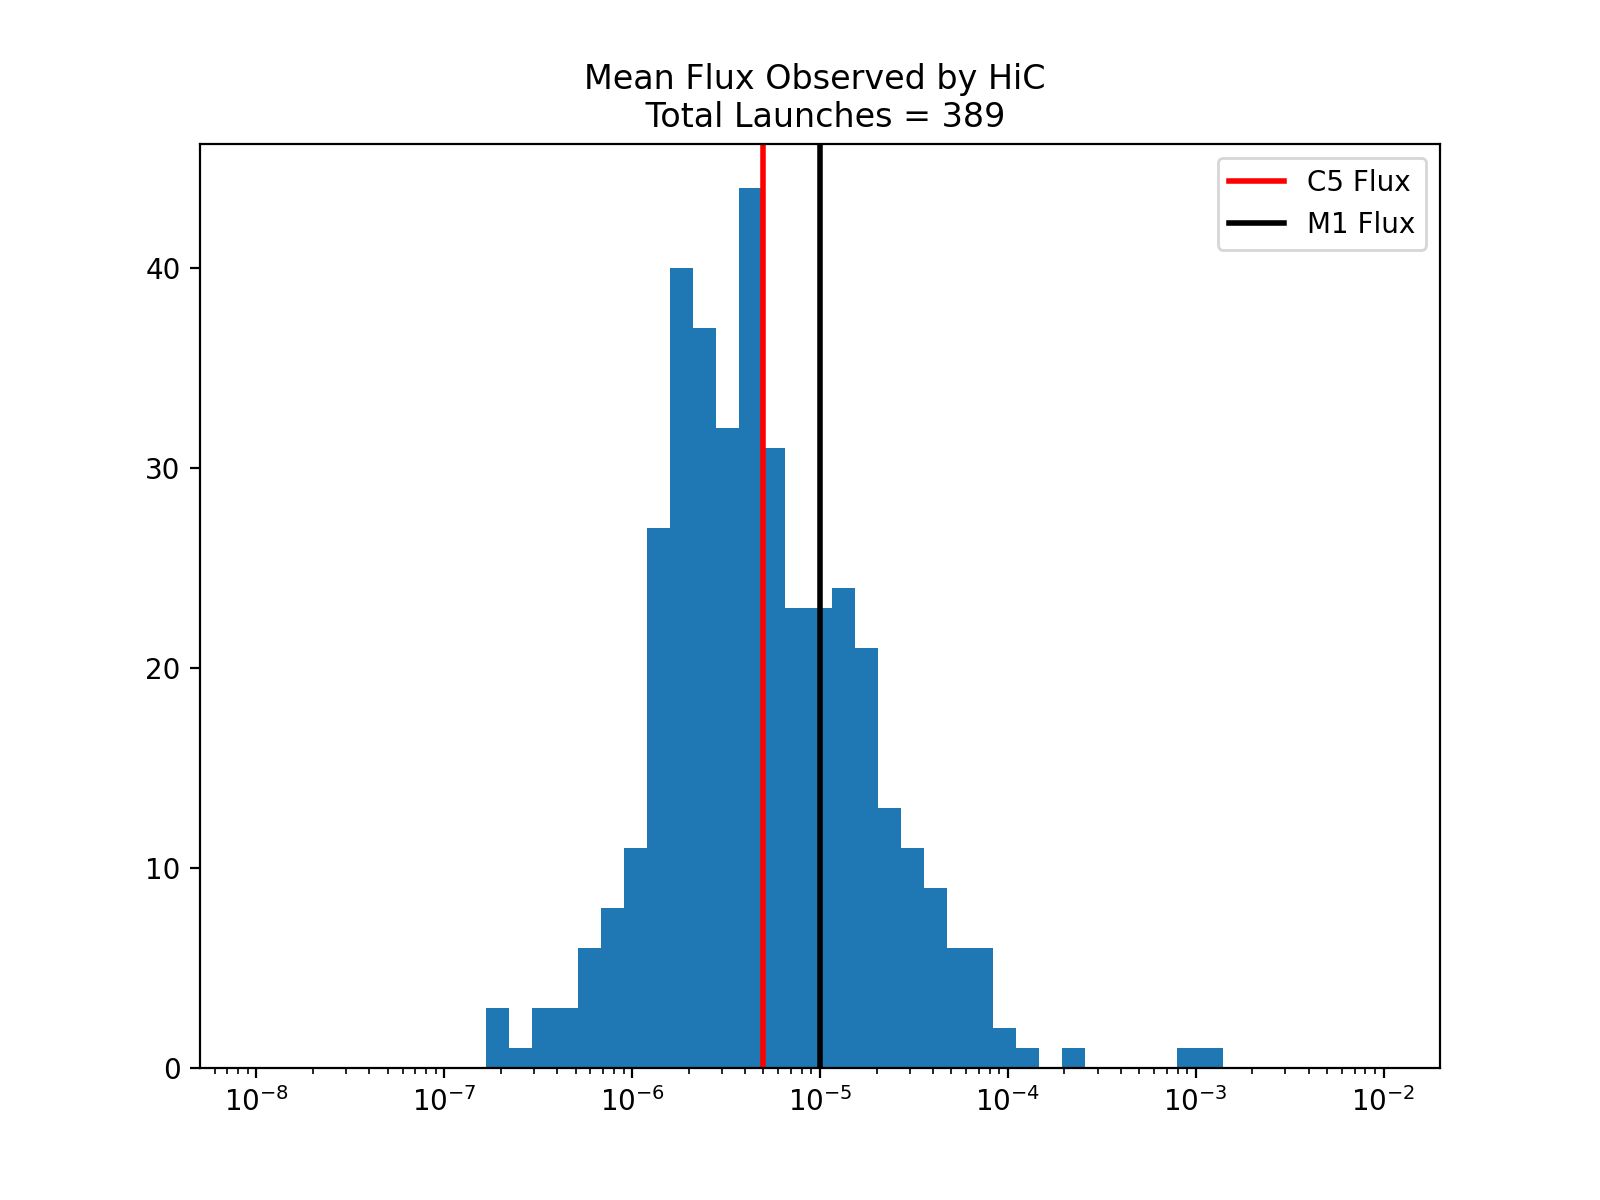 Mean Flux Observed by HiC
Total Launches = 389
C5 Flux
M1 Flux
40
30
20
10
0
10⁻⁸ 10⁻⁷ 10⁻⁶ 10⁻⁵ 10⁻⁴ 10⁻³ 10⁻²